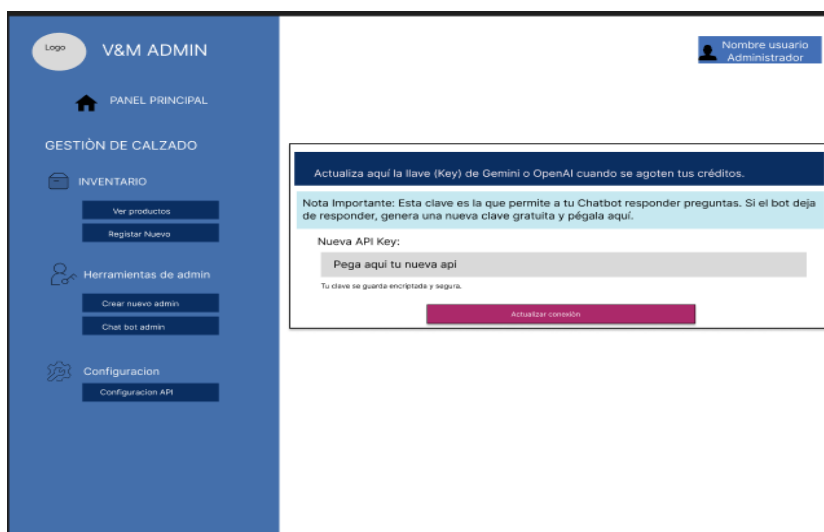 Logo
V&M ADMIN
Nombre usuario
Administrador
PANEL PRINCIPAL
GESTIÒN DE CALZADO
INVENTARIO
Ver productos
Registar Nuevo
Herramientas de admin
Crear nuevo admin
Chat bot admin
Configuracion
Configuracion API
Actualiza aquí la llave (Key) de Gemini o OpenAI cuando se agoten tus créditos.
Nota Importante: Esta clave es la que permite a tu Chatbot responder preguntas. Si el bot deja
de responder, genera una nueva clave gratuita y pégala aquí.
Nueva API Key:
Pega aqui tu nueva api
Tu clave se guarda encriptada y segura.
Actualizar conexiòn